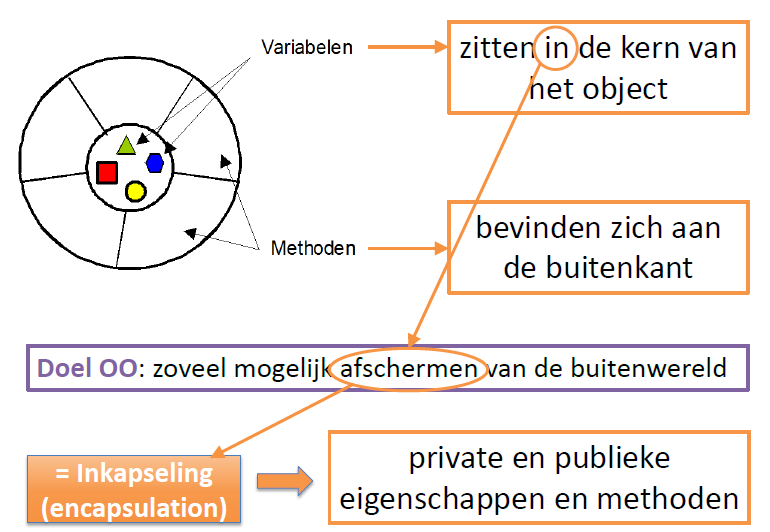 Variabelen
zitten in de kern van
het object
Methoden
bevinden zich aan
de buitenkant
Doel OO: zoveel mogelijk afschermen van de buitenwereld
= Inkapseling
(encapsulation)
private en publieke
eigenschappen en methoden